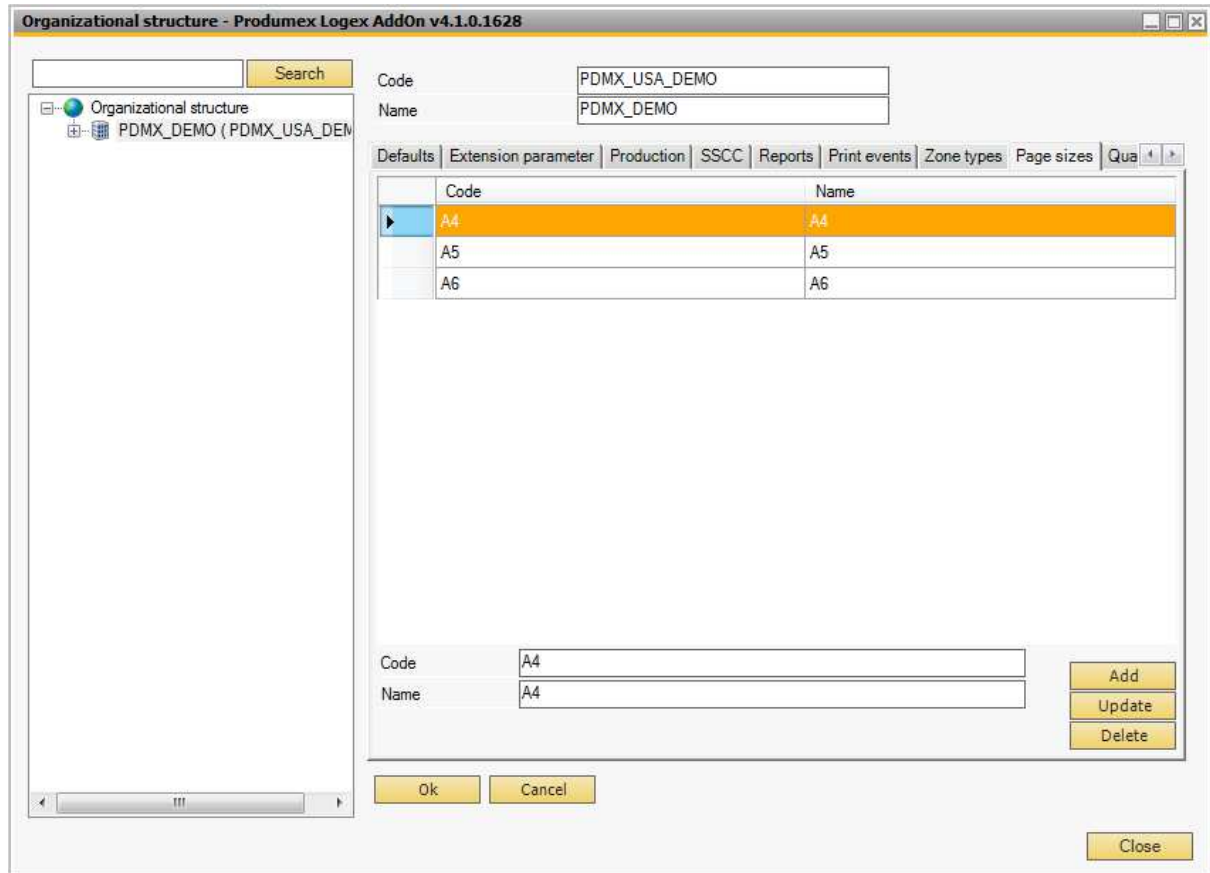 Organizational structure - Produmex Logex AddOn v4.1.0.1628
Search
Organizational structure
PDMX_DEMO ( PDMX_USA_DEM
Code PDMX_USA_DEMO
Name PDMX_DEMO
Defaults Extension parameter Production SSCC Reports Print events Zone types Page sizes Qua
Code Name
A4 A4
A5 A5
A6 A6
Code A4
Name A4
Add
Update
Delete
Ok Cancel
Close